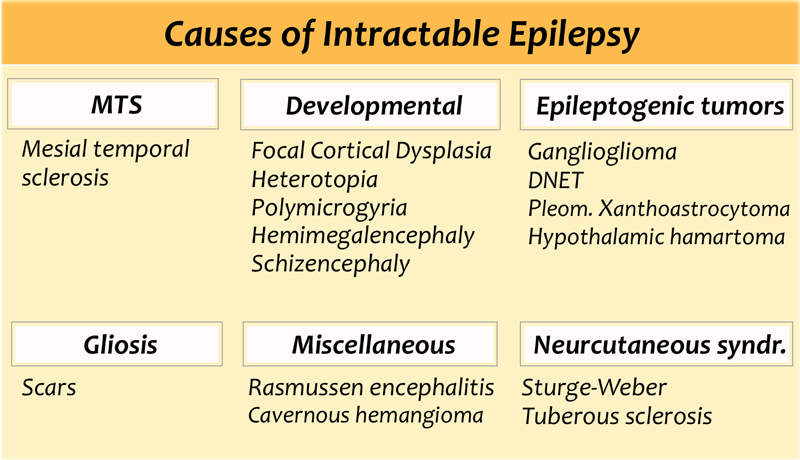 Causes of Intractable Epilepsy
MTS
Mesial temporal
sclerosis
Developmental
Focal Cortical Dysplasia
Heterotopia
Polymicrogyria
Hemimegalencephaly
Schizencephaly
Epileptogenic tumors
Ganglioglioma
DNET
Pleom. Xanthoastrocytoma
Hypothalamic hamartoma
Gliosis
Scars
Miscellaneous
Rasmussen encephalitis
Cavernous hemangioma
Neurcutaneous syndr.
Sturge-Weber
Tuberous sclerosis